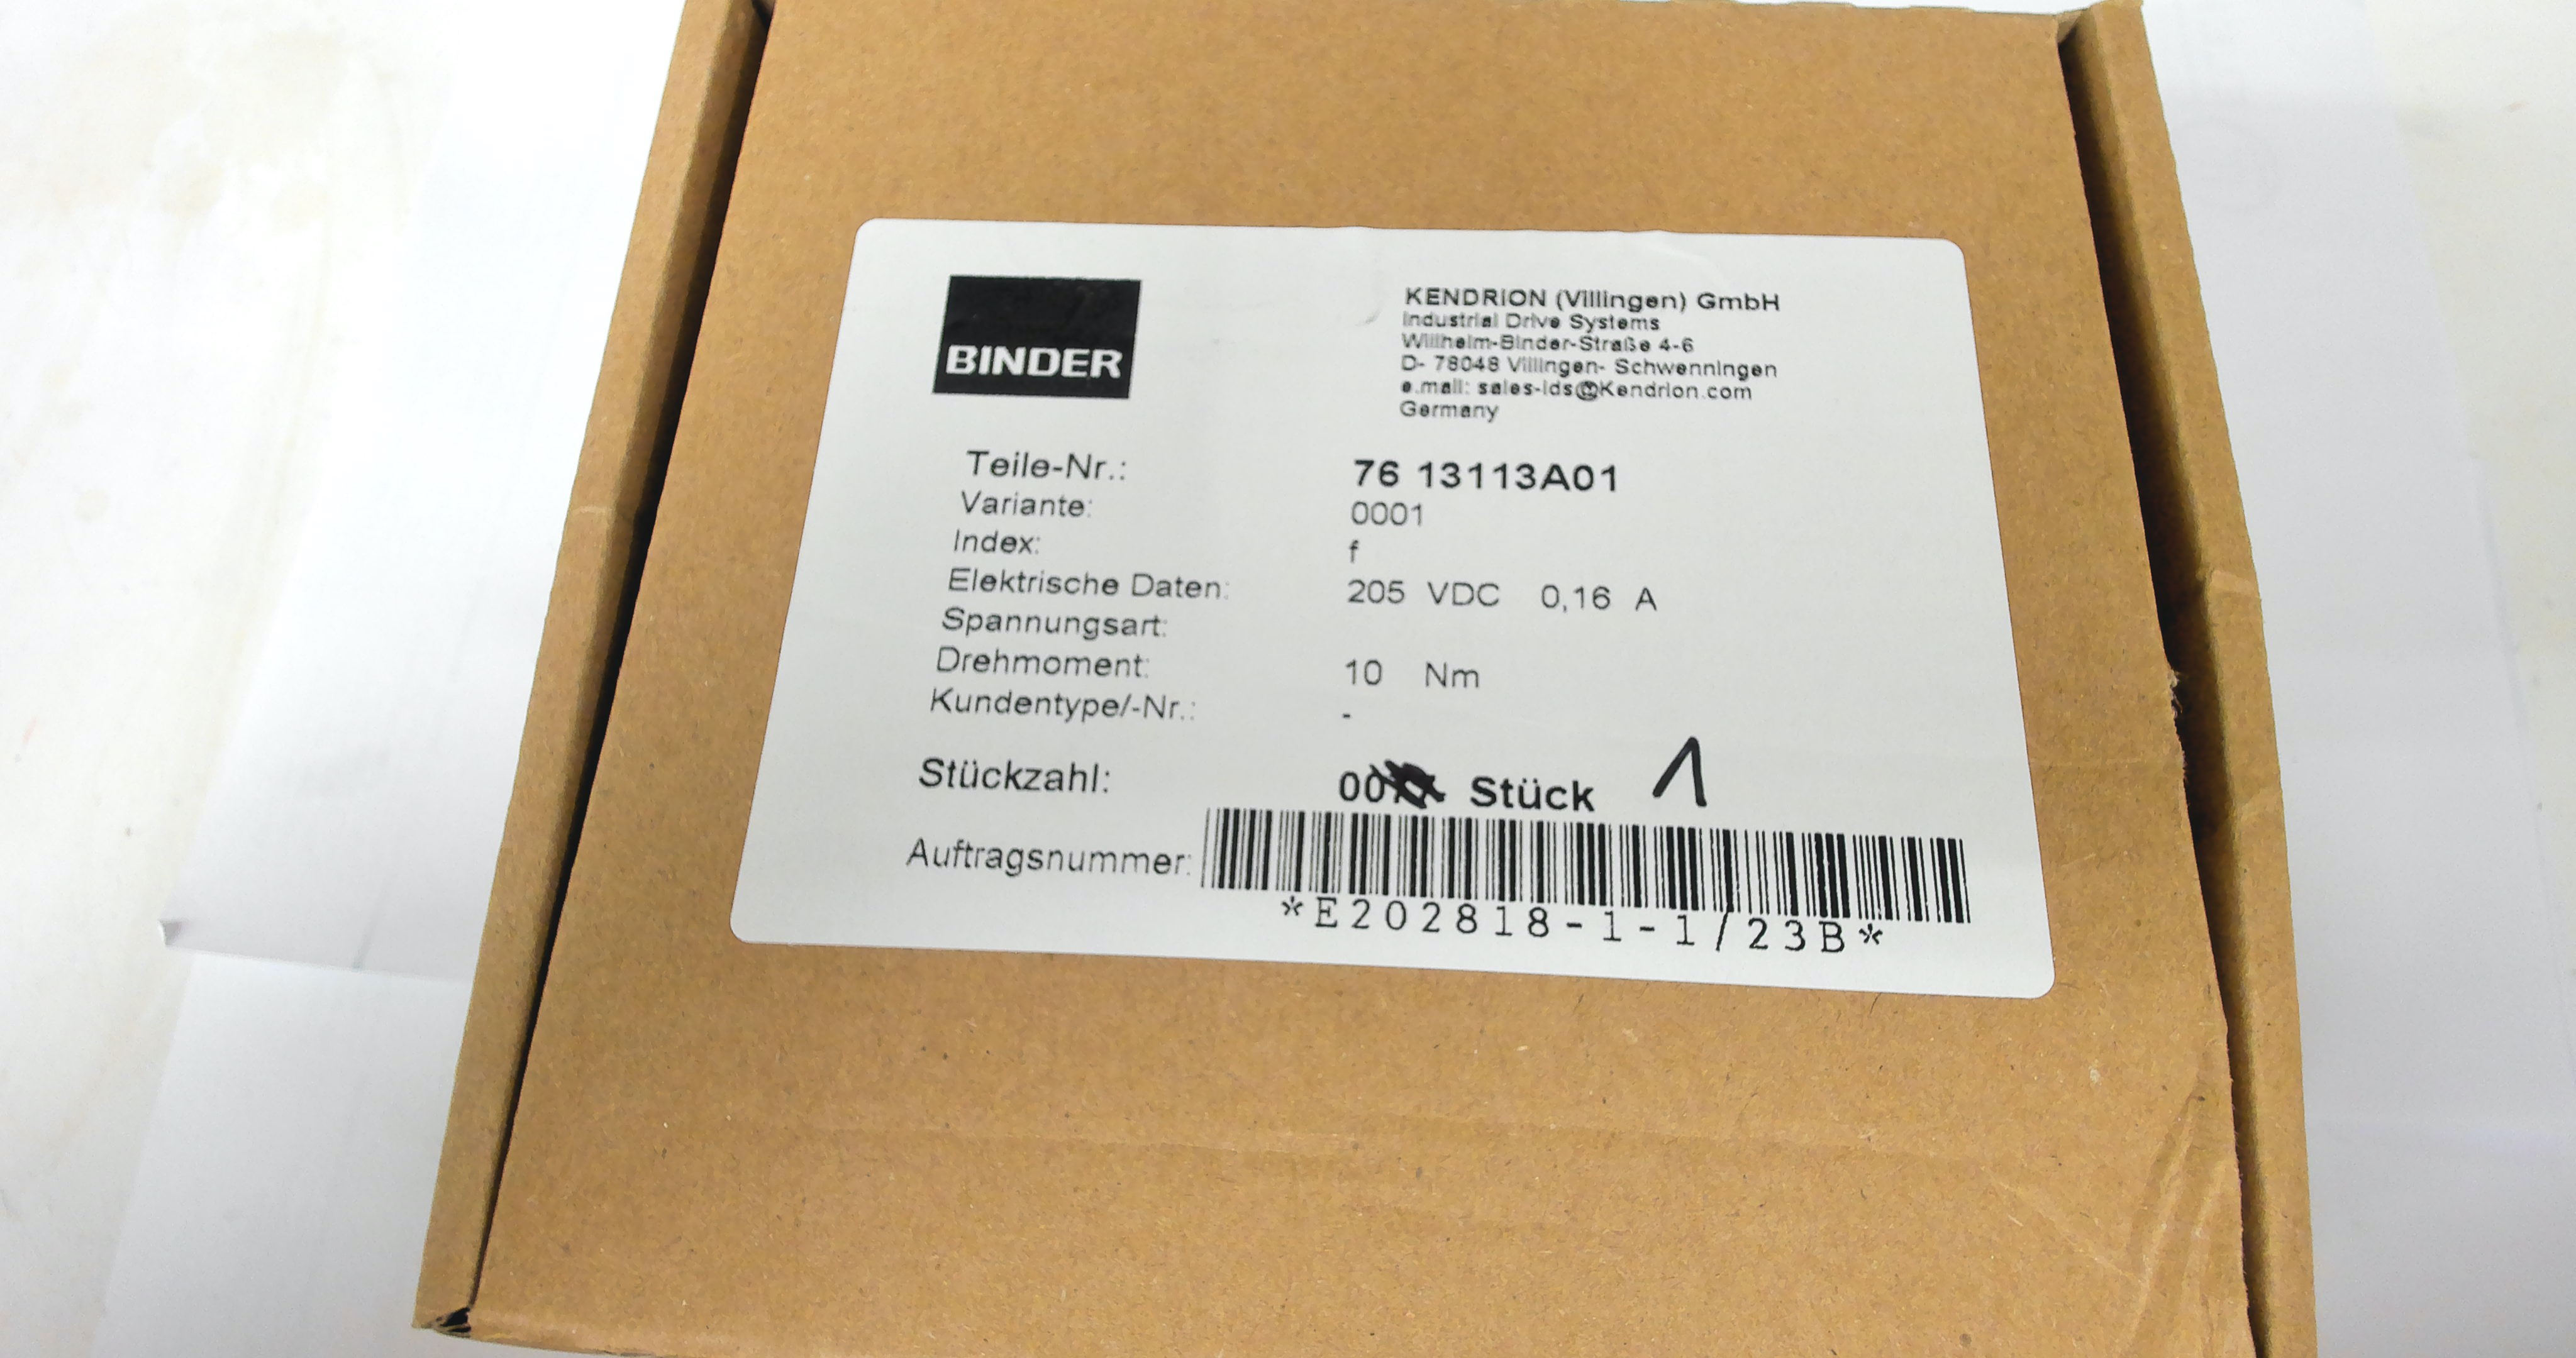 BINDER
KENDRION (Villingen) GmbH
Industrial Drive Systems
Wilhelm-Binder-Straße 4-6
D- 78048 Villingen- Schwenningen
e.mail: sales-ids@Kendrion.com
Germany
Teile-Nr.: 76 13113A01
Variante: 0001
Index: f
Elektrische Daten: 205 VDC 0,16 A
Spannungsart:
Drehmoment: 10 Nm
Kundentype/-Nr.: -
Stückzahl: 00 Stück 1
Auftragsnummer:
*E202818-1-1/23B*